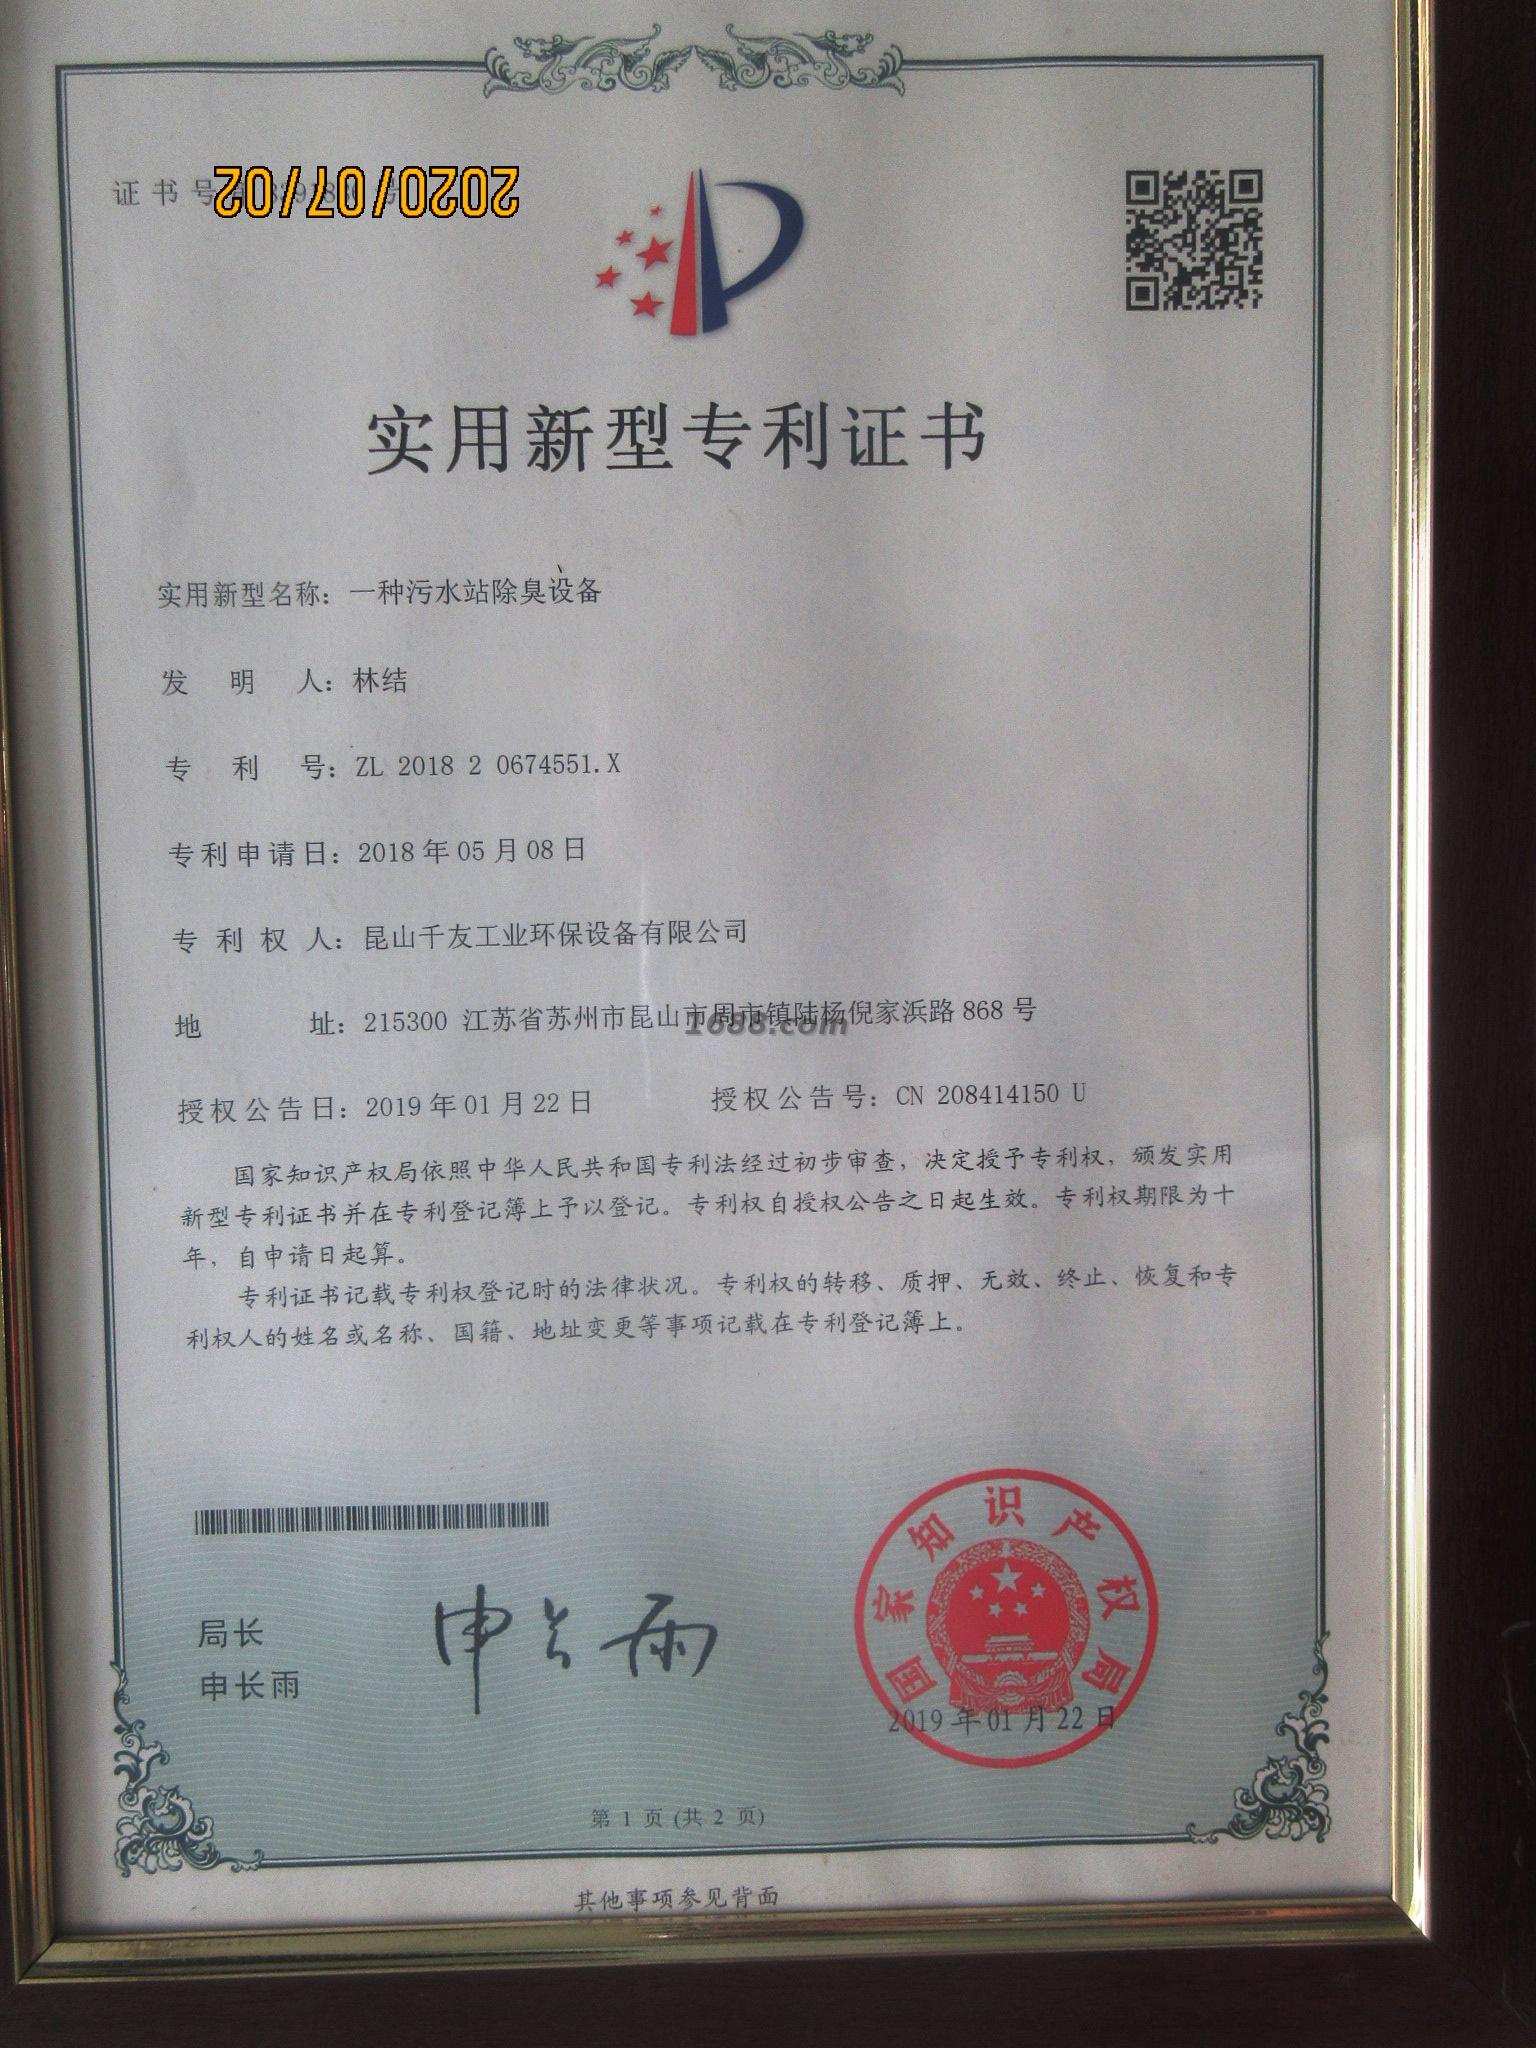 证书号
2020/07/02
实用新型专利证书
实用新型名称：一种污水站除臭设备
发明人：林结
专利号：ZL 2018 2 0674551.X
专利申请日：2018年05月08日
专利权人：昆山千友工业环保设备有限公司
地址：215300 江苏省苏州市昆山市周市镇陆杨倪家浜路868号
1688.com
授权公告日：2019年01月22日 授权公告号：CN 208414150 U
国家知识产权局依照中华人民共和国专利法经过初步审查，决定授予专利权，颁发实用
新型专利证书并在专利登记簿上予以登记。专利权自授权公告之日起生效。专利权期限为十
年，自申请日起算。
专利证书记载专利权登记时的法律状况。专利权的转移、质押、无效、终止、恢复和专
利权人的姓名或名称、国籍、地址变更等事项记载在专利登记簿上。
局长
申长雨
申长雨
国家知识产权局
2019年01月22日
第 1 页 (共 2 页)
其他事项参见背面